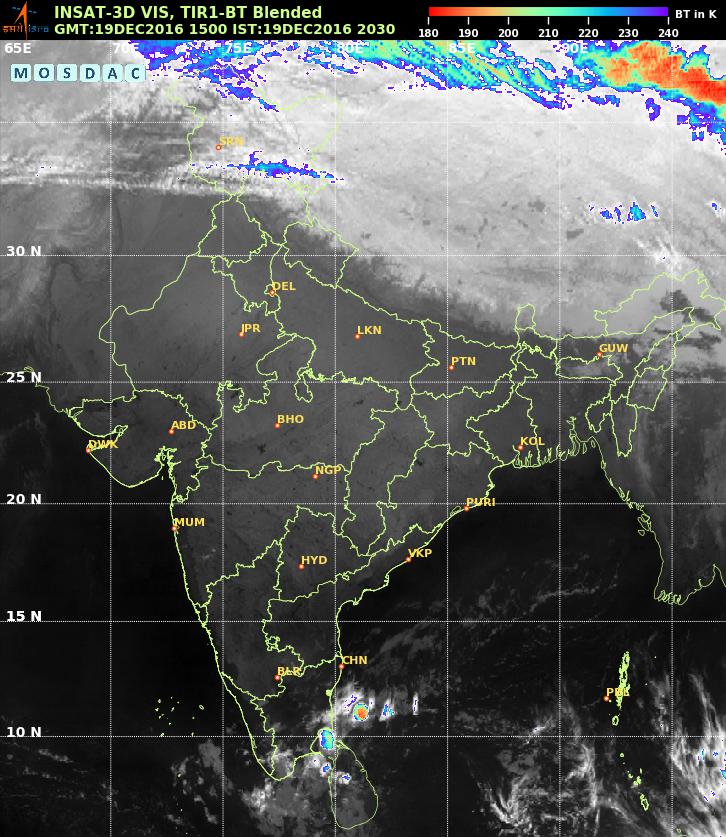 INSAT-3D VIS, TIR1-BT Blended
GMT:19DEC2016 1500 IST:19DEC2016 2030
BT in K
180 190 200 210 220 230 240
65E 70E 75E 80E 85E 90E
M O S D A C
SRN
30 N
DEL
JPR LKN
GUW
PTN
25 N
ABD BHO
DWK KOL
NGP
20 N PURI
MUM
VKP
HYD
15 N
CHN
BLR
PBL
10 N